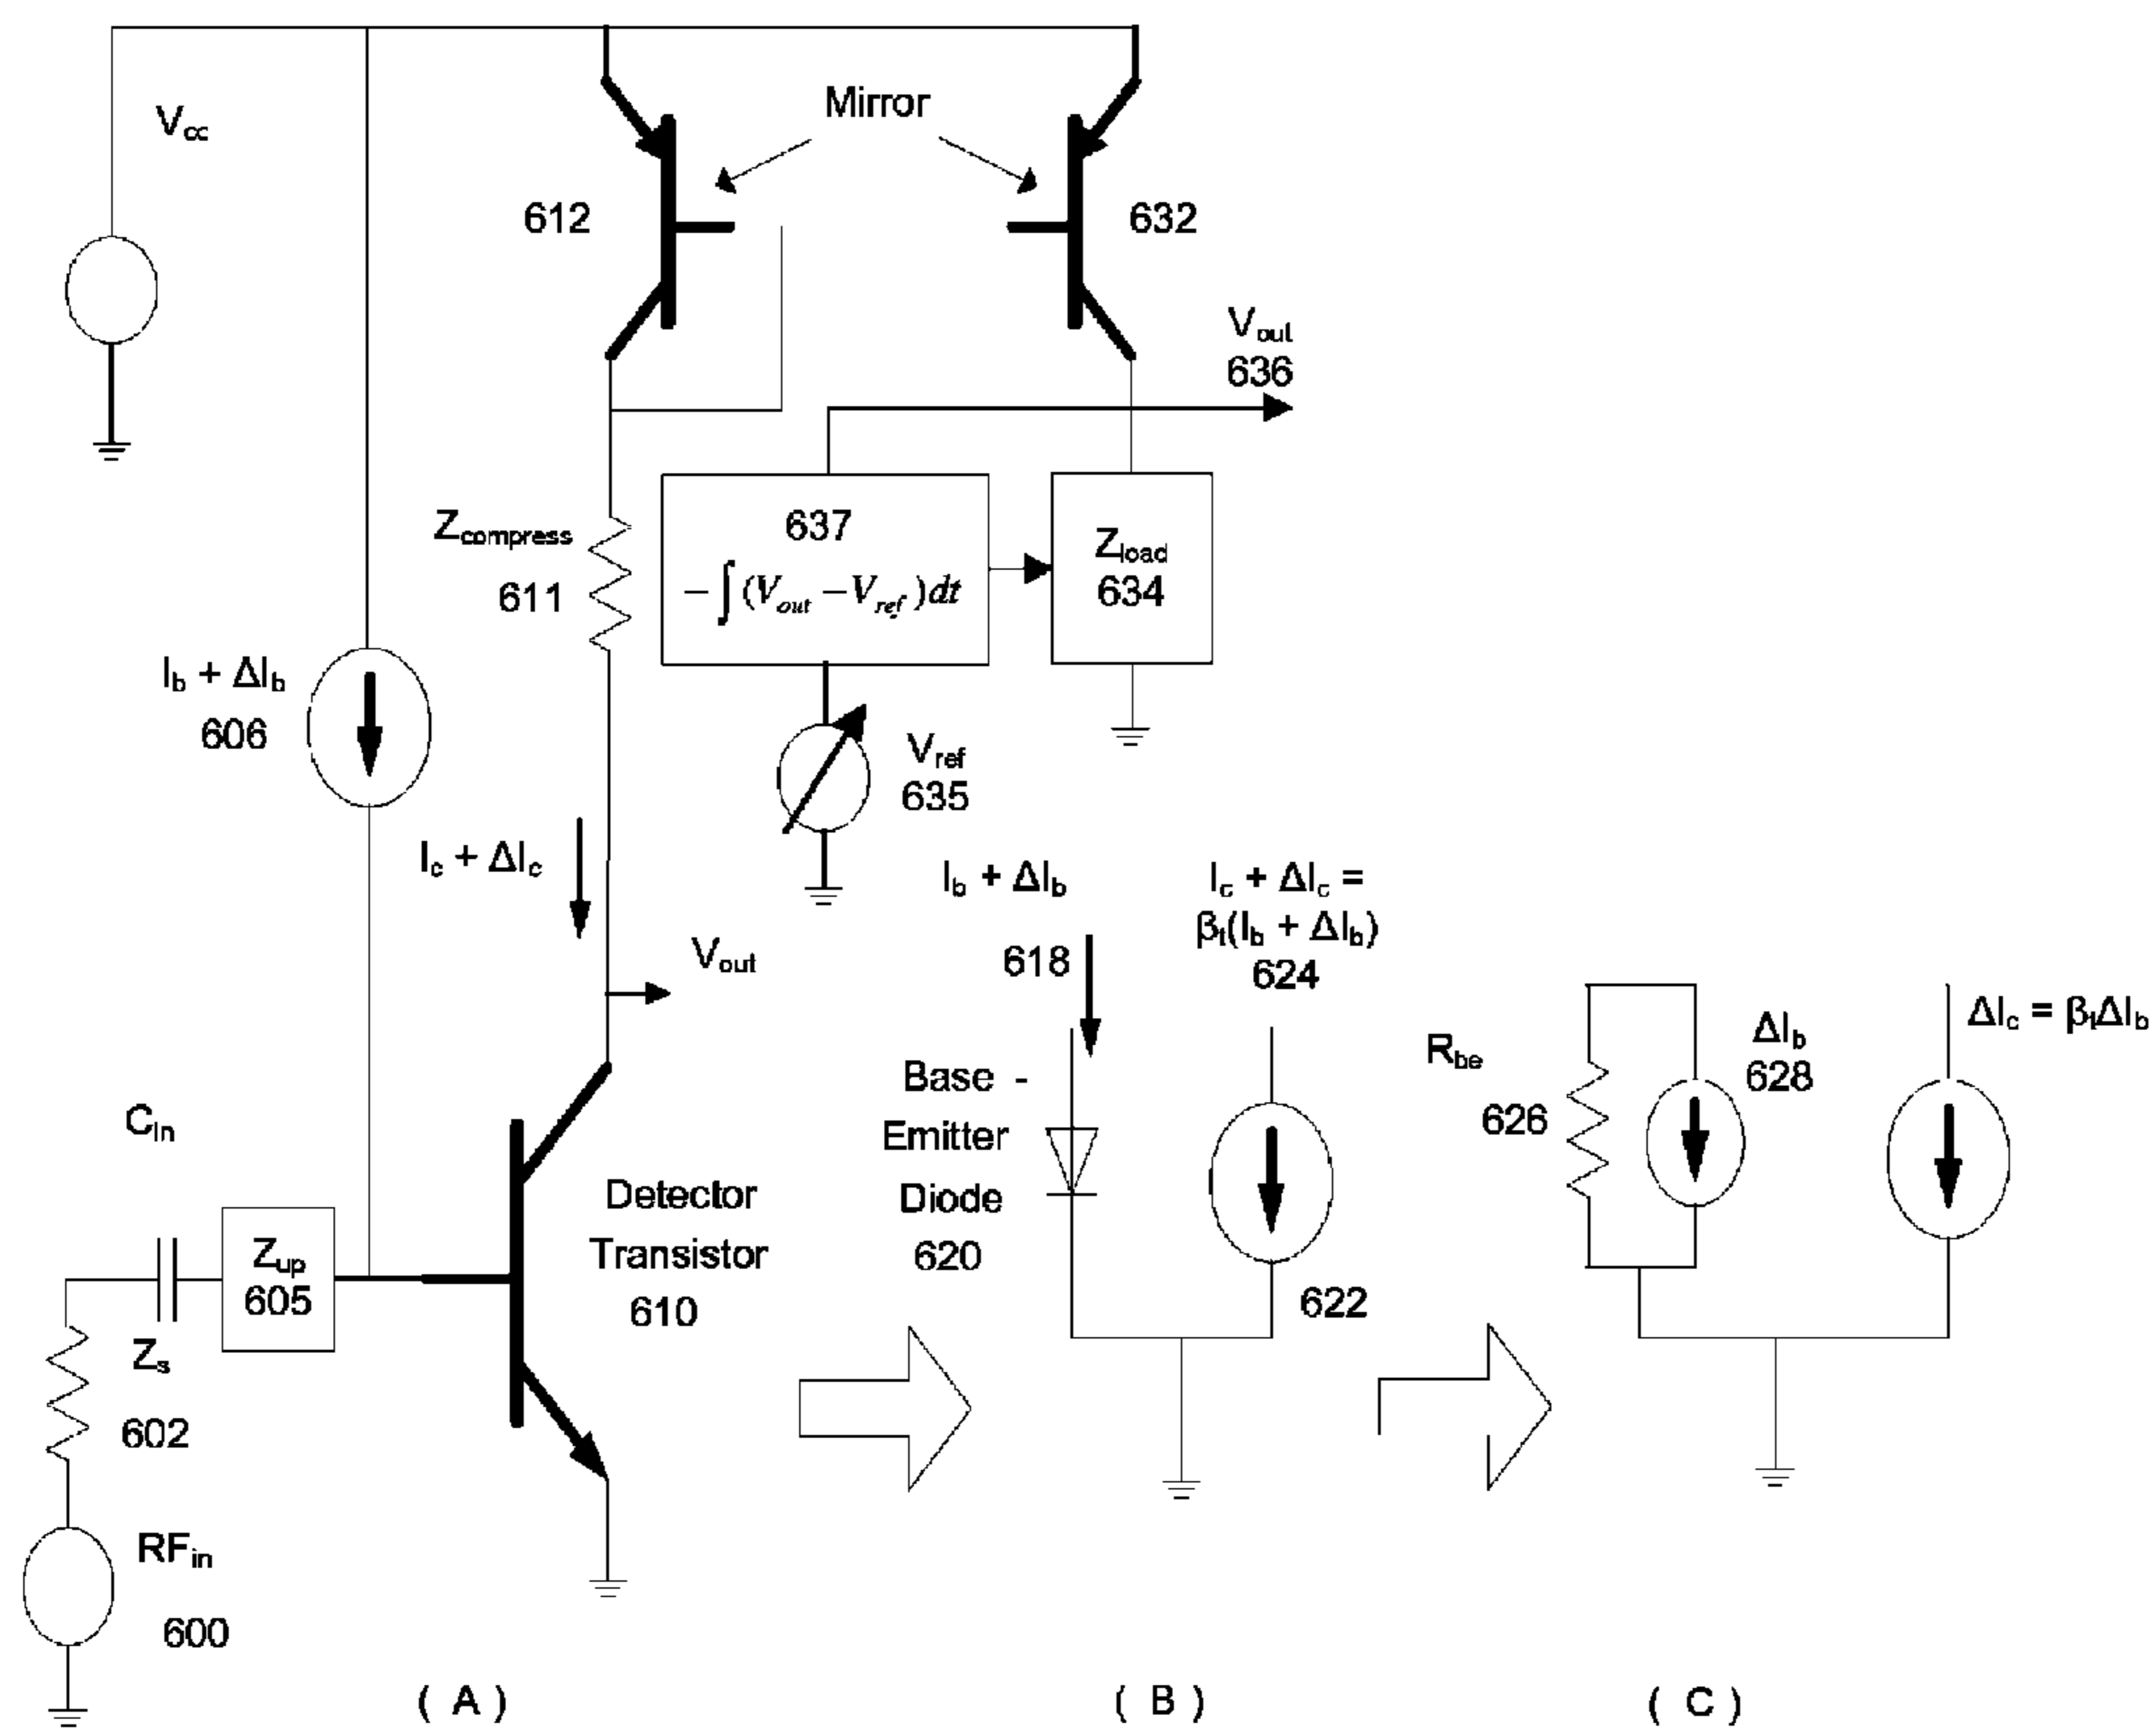 Vcc
Mirror
612
632
Vout
636
Zcompress
611
637
− ∫ (Vout − Vref) dt
Zload
634
Ib + ΔIb
606
Vref
635
Ic + ΔIc
Vout
Ib + ΔIb
618
Ic + ΔIc =
βt(Ib + ΔIb)
624
Base -
Emitter
Diode
620
622
Rbe
626
ΔIb
628
ΔIc = βtΔIb
Cin
Zup
605
Detector
Transistor
610
Zs
602
RFin
600
( A )
( B )
( C )